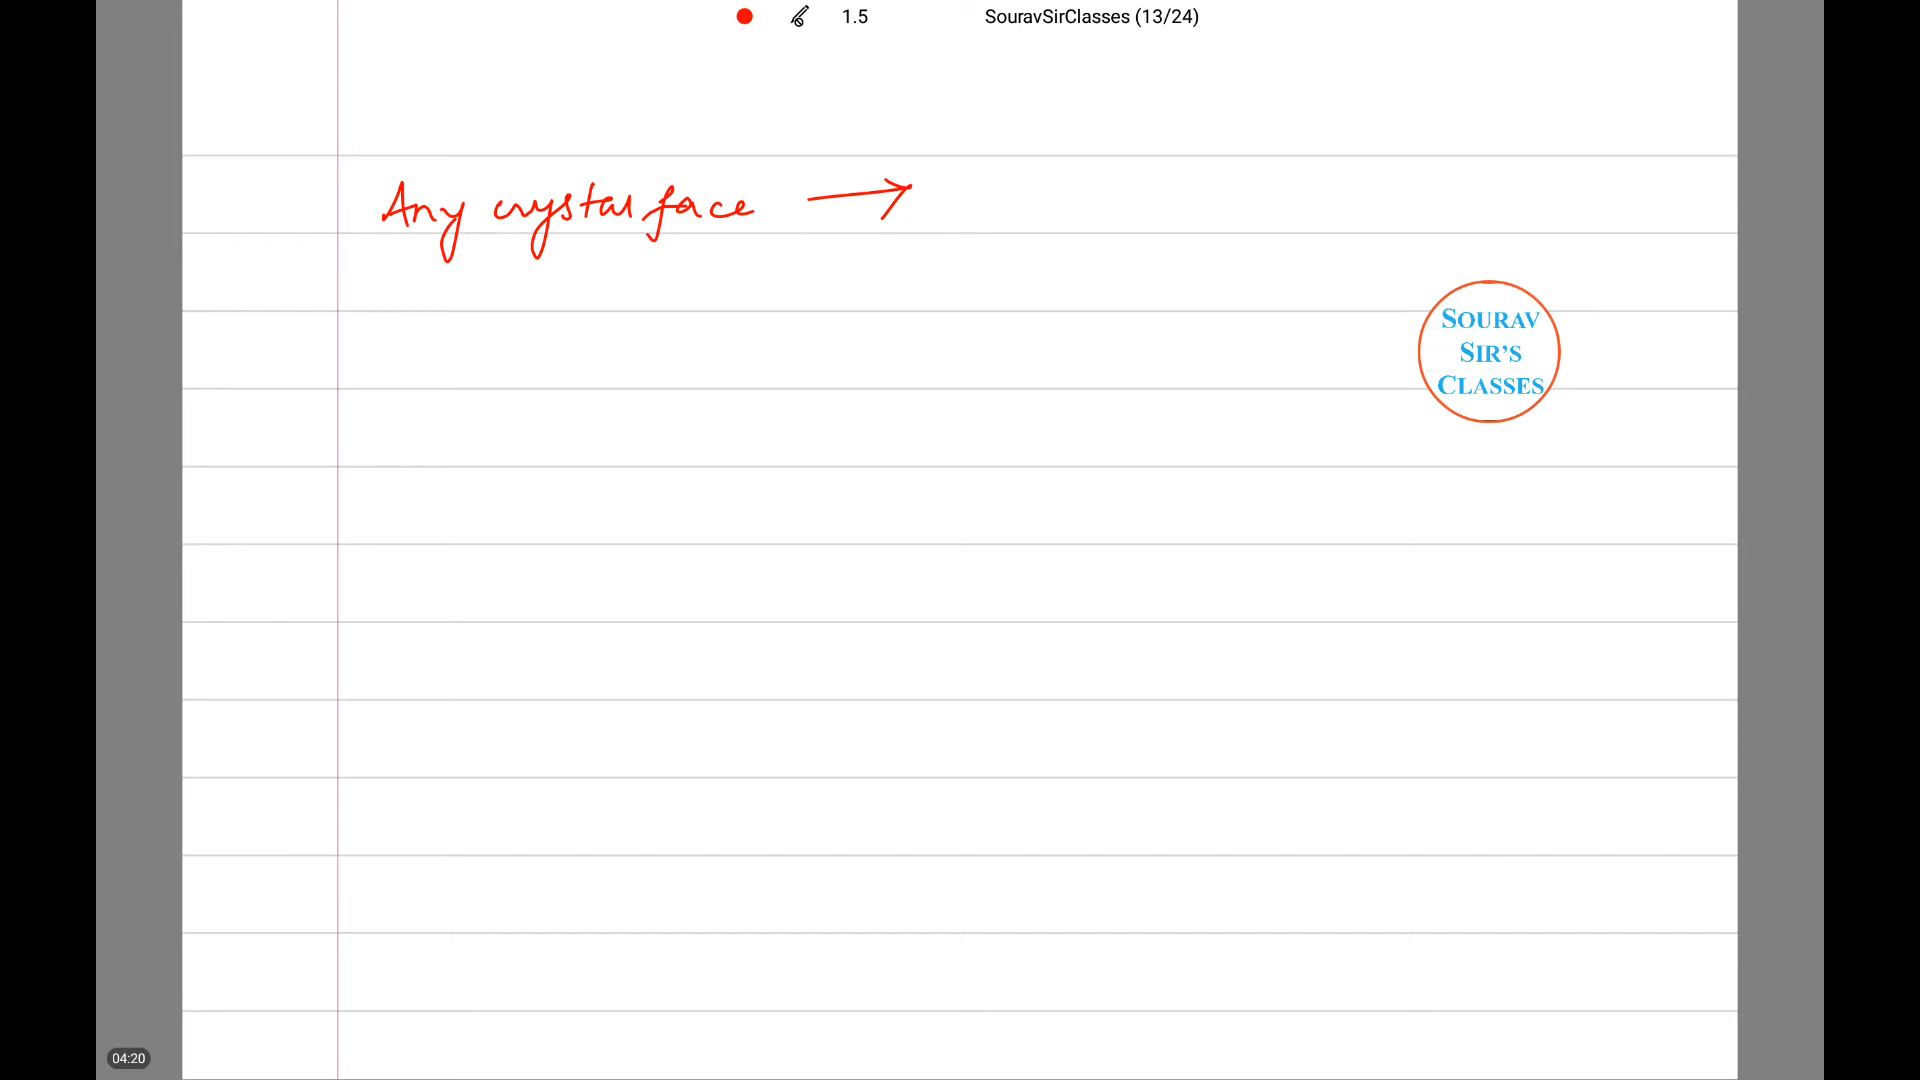 1.5 SouravSirClasses (13/24)
Any crystal face →
SOURAV
SIR'S
CLASSES
04:20